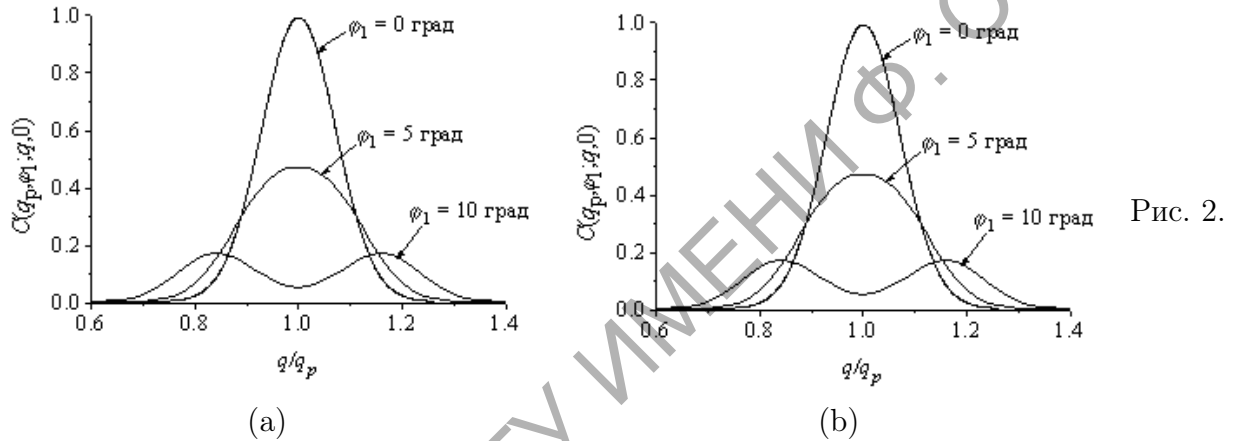 1.0
0.8
0.6
0.4
0.2
0.0
C(qp,φ1;q,0)
φ1 = 0 град
φ1 = 5 град
φ1 = 10 град
0.6 0.8 1.0 1.2 1.4
q/qp
(a)
1.0
0.8
0.6
0.4
0.2
0.0
C(qp,φ1;q,0)
φ1 = 0 град
φ1 = 5 град
φ1 = 10 град
0.6 0.8 1.0 1.2 1.4
q/qp
(b)
Рис. 2.
ГУ ИМЕНИ Ф.